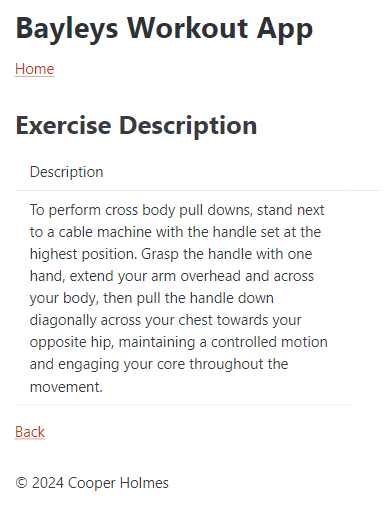 Bayleys Workout App
Home
Exercise Description
Description
To perform cross body pull downs, stand next
to a cable machine with the handle set at the
highest position. Grasp the handle with one
hand, extend your arm overhead and across
your body, then pull the handle down
diagonally across your chest towards your
opposite hip, maintaining a controlled motion
and engaging your core throughout the
movement.
Back
© 2024 Cooper Holmes